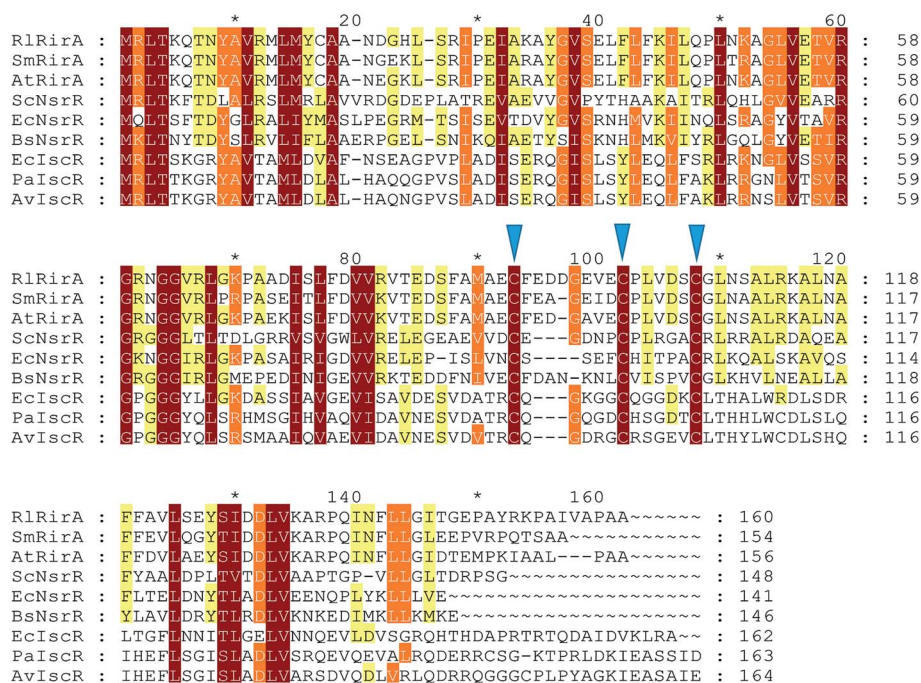 * 20 * 40 * 60
RlRirA : MRLTKQTNYAVRMLMYCAA-NDGHL-SRIPEIAKAYGVSELFLFKILQPLNKAGLVETVR : 58
SmRirA : MRLTKQTNYAVRMLMYCAA-NGEKL-SRIPEIARAYGVSELFLFKILQPLTRAGLVETVR : 58
AtRirA : MRLTKQTNYAVRMLMYCAA-NEGKL-SRIPEIARAYGVSELFLFKILQPLNKAGLVETVR : 58
ScNsrR : MRLTKFTDLALRSLMRLAVVRDGDEPLATREVAEVVGVPYTHAAKAITRLQHLGVVEARR : 60
EcNsrR : MQLTSFTDYGLRALIYMASLPEGRM-TSISEVTDVYGVSRNHMVKIINQLSRAGYVTAVR : 59
BsNsrR : MKLTNYTDYSLRVLIFLAAERPGEL-SNIKQIAETYSISKNHLMKVIYRLGQLGYVETIR : 59
EcIscR : MRLTSKGRYAVTAMLDVAF-NSEAGPVPLADISERQGISLSYLEQLFSRLRKNGLVSSVR : 59
PaIscR : MRLTTKGRYAVTAMLDLAL-HAQQGPVSLADISERQGISLSYLEQLFAKLRRGNLVTSVR : 59
AvIscR : MRLTTKGRYAVTAMLDLAL-HAQNGPVSLADISERQGISLSYLEQLFAKLRRNSLVTSVR : 59
* 80 * 100 * 120
RlRirA : GRNGGVRLGKPAADISLFDVVRVTEDSFAMAECFEDDGEVECPLVDSCGLNSALRKALNA : 118
SmRirA : GRNGGVRLPRPASEITLFDVVKVTEDSFAMAECFEA-GEIDCPLVDSCGLNAALRKALNA : 117
AtRirA : GRNGGVRLGKPAEKISLFDVVKVTEDSFAMAECFED-GAVECPLVDSCGLNSALRKALNA : 117
ScNsrR : GRGGGLTLTDLGRRVSVGWLVRELEGEAEVVDCE---GDNPCPLRGACRLRRALRDAQEA : 117
EcNsrR : GKNGGIRLGKPASAIRIGDVVRELEP-ISLVNCS---SEFCHITPACRLKQALSKAVQS : 114
BsNsrR : GRGGGIRLGMEPEDINIGEVVRKTEDDFNIVECFDAN-KNLCVISPVCGLKHVLNEALLA : 118
EcIscR : GPGGGYLLGKDASSIAVGEVISAVDESVDATRCQ---GKGGCQGGDKCLTHALWRDLSDR : 116
PaIscR : GPGGGYQLSRHMSGIHVAQVIDAVNESVDATRCQ---GQGDCHSGDTCLTHHLWCDLSLQ : 116
AvIscR : GPGGGYQLSRSMAAIQVAEVIDAVNESVDVTRCQ---GDRGCRSGEVCLTHYLWCDLSHQ : 116
* 140 * 160
RlRirA : FFAVLSEYSIDDLVKARPQINFLLGITGEPAYRKPAIVAPAA~~~~~~ : 160
SmRirA : FFEVLQGYTIDDLVKARPQINFLLGLEEPVRPQTSAA~~~~~~~~~~~ : 154
AtRirA : FFDVLAEYSIDDLVKARPQINFLLGIDTEMPKIAAL---PAA~~~~~~ : 156
ScNsrR : FYAALDPLTVTDLVAAPTGP-VLLGLTDRPSG~~~~~~~~~~~~~~~~ : 148
EcNsrR : FLTELDNYTLADLVEENQPLYKLLLVE~~~~~~~~~~~~~~~~~~~~~ : 141
BsNsrR : YLAVLDRYTLRDLVKNKEDIMKLLKMKE~~~~~~~~~~~~~~~~~~~~ : 146
EcIscR : LTGFLNNITLGELVNNQEVLDVSGRQHTHDAPRTRTQDAIDVKLRA~~ : 162
PaIscR : IHEFLSGISLADLVSRQEVQEVALRQDERRCSG-KTPRLDKIEASAID : 163
AvIscR : IHEFLSGISLADLVARSDVQDLVRLQDRRQGGGCPLPYAGKIEASAIE : 164